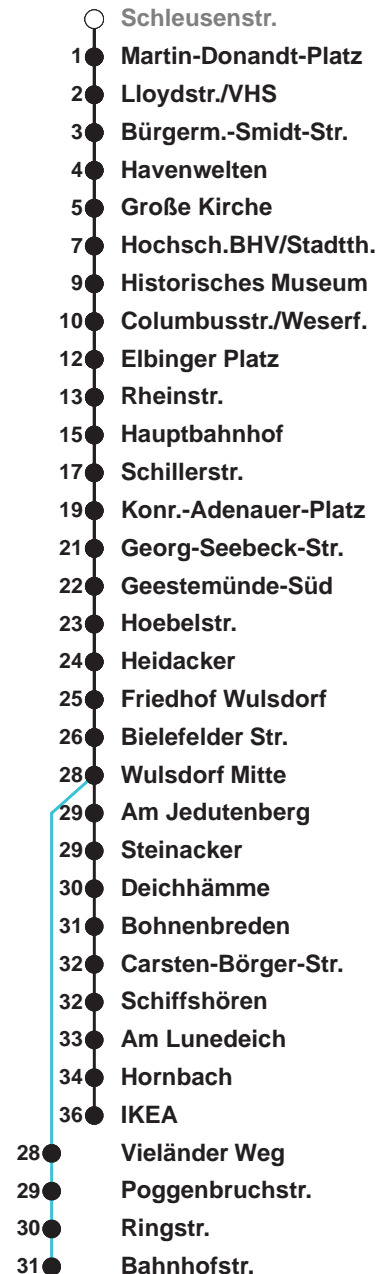 Schleusenstr.
1 Martin-Donandt-Platz
2 Lloydstr./VHS
3 Bürgerm.-Smidt-Str.
4 Havenwelten
5 Große Kirche
7 Hochsch.BHV/Stadtth.
9 Historisches Museum
10 Columbusstr./Weserf.
12 Elbinger Platz
13 Rheinstr.
15 Hauptbahnhof
17 Schillerstr.
19 Konr.-Adenauer-Platz
21 Georg-Seebeck-Str.
22 Geestemünde-Süd
23 Hoebelstr.
24 Heidacker
25 Friedhof Wulsdorf
26 Bielefelder Str.
28 Wulsdorf Mitte
29 Am Jedutenberg
29 Steinacker
30 Deichhämme
31 Bohnenbreden
32 Carsten-Börger-Str.
32 Schiffshören
33 Am Lunedeich
34 Hornbach
36 IKEA
28 Vieländer Weg
29 Poggenbruchstr.
30 Ringstr.
31 Bahnhofstr.